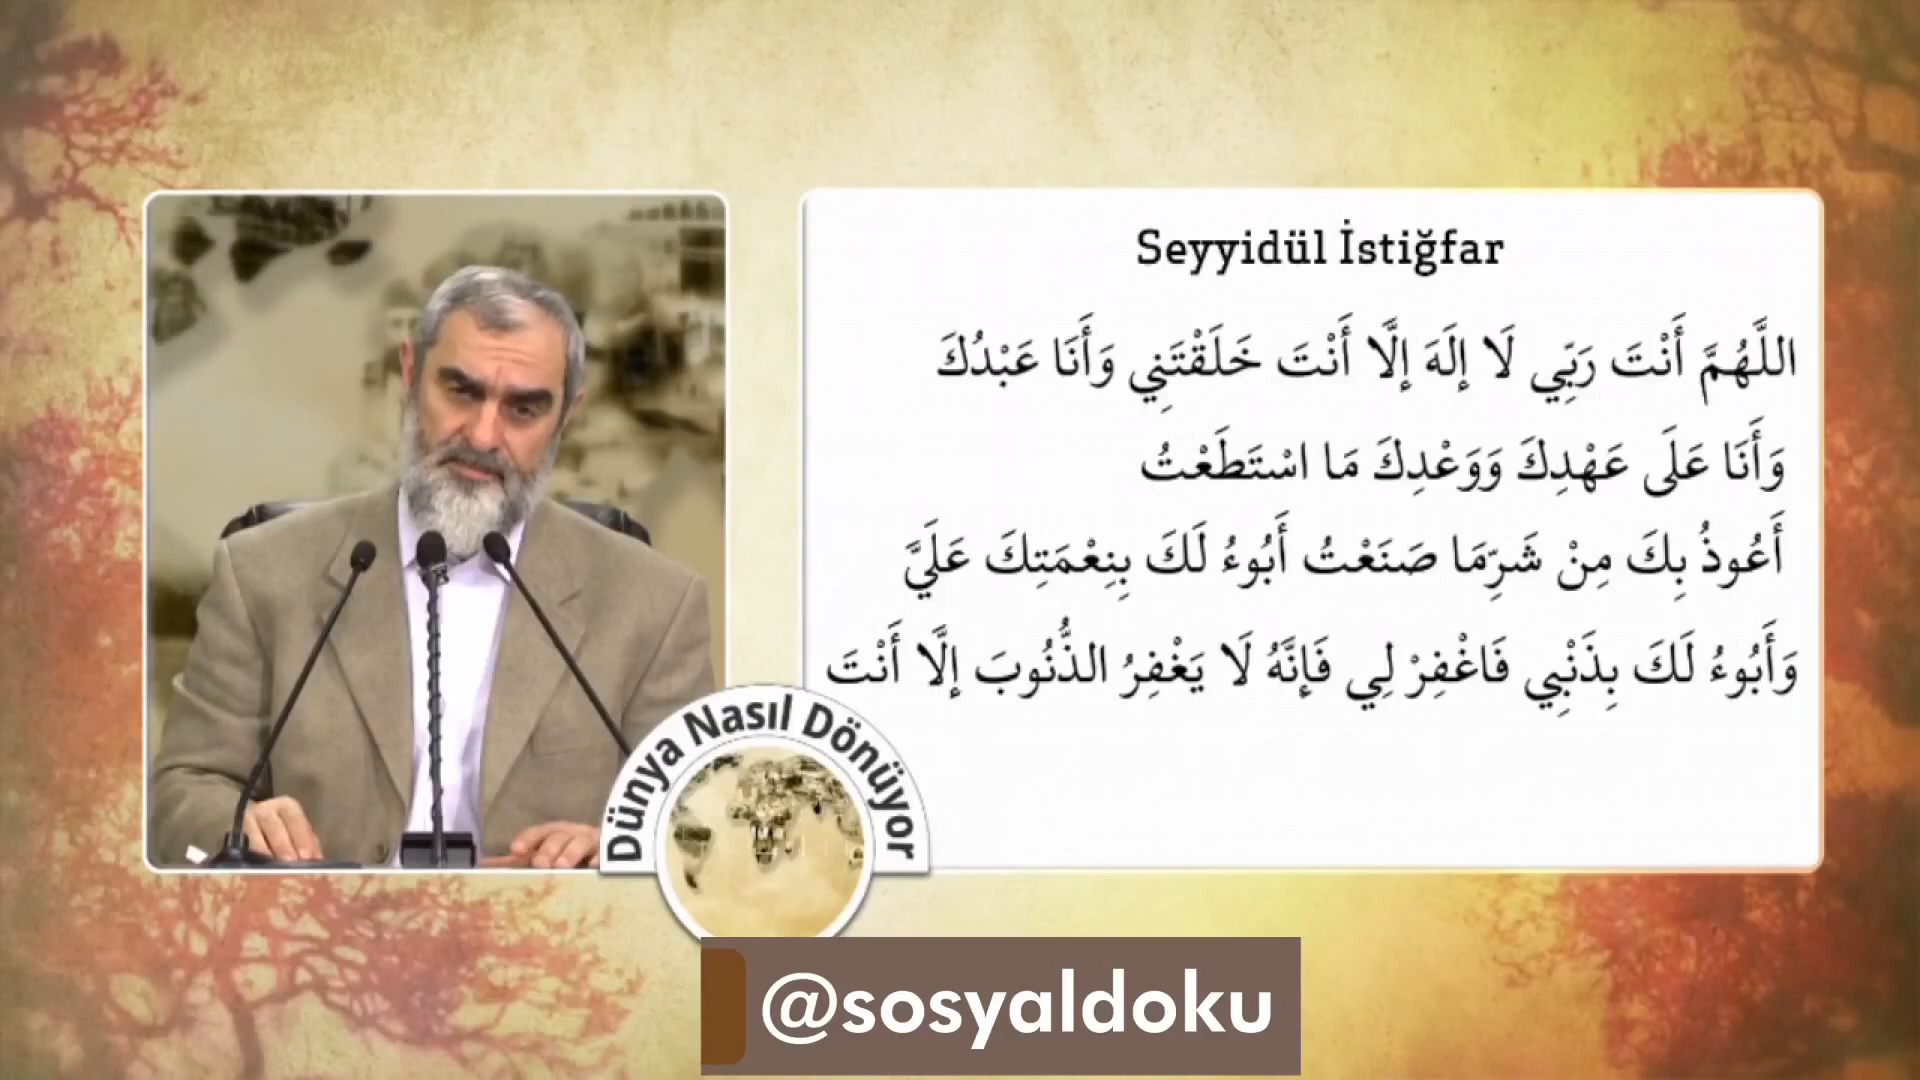 Seyyidül İstiğfar
اللَّهُمَّ أَنْتَ رَبِّي لَا إِلَهَ إِلَّا أَنْتَ خَلَقْتَنِي وَأَنَا عَبْدُكَ
وَأَنَا عَلَى عَهْدِكَ وَوَعْدِكَ مَا اسْتَطَعْتُ
أَعُوذُ بِكَ مِنْ شَرِّمَا صَنَعْتُ أَبُوءُ لَكَ بِنِعْمَتِكَ عَلَيَّ
وَأَبُوءُ لَكَ بِذَنْبِي فَاغْفِرْ لِي فَإِنَّهُ لَا يَغْفِرُ الذُّنُوبَ إِلَّا أَنْتَ
Dünya Nasıl Dönüyor
@sosyaldoku